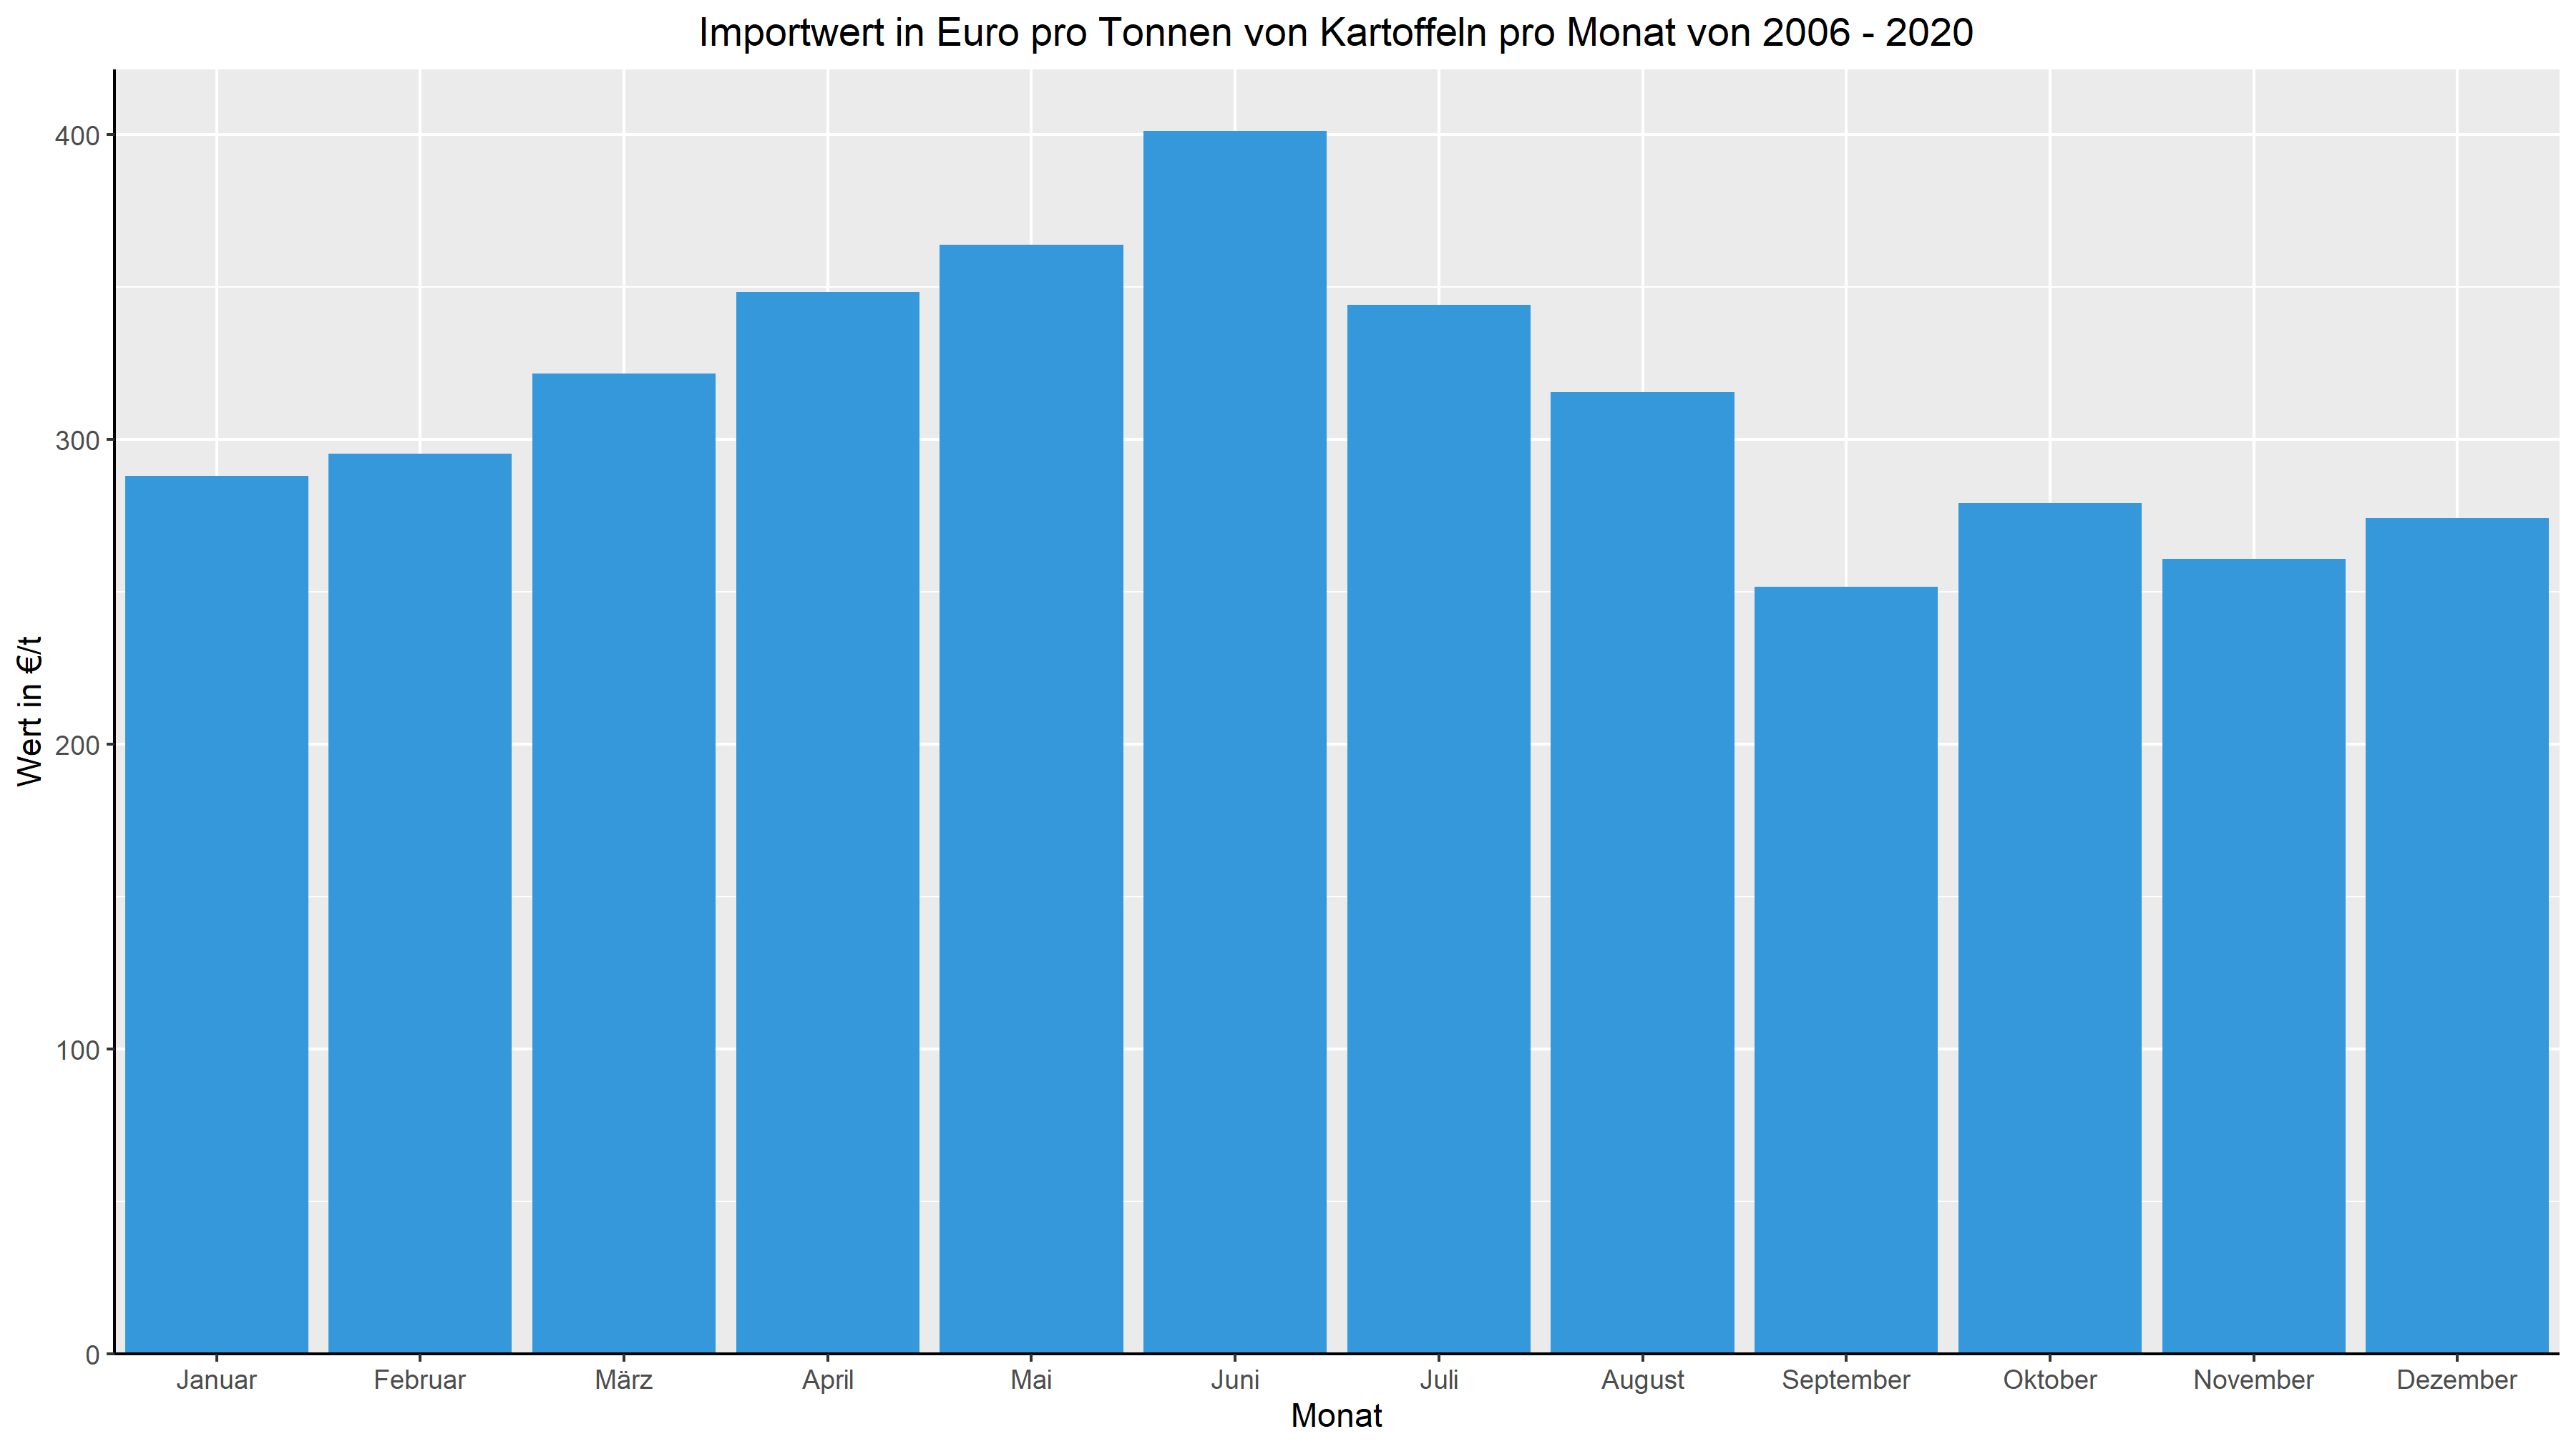 Importwert in Euro pro Tonnen von Kartoffeln pro Monat von 2006 - 2020
400
300
200
100
0
Wert in €/t
Januar Februar März April Mai Juni Juli August September Oktober November Dezember
Monat